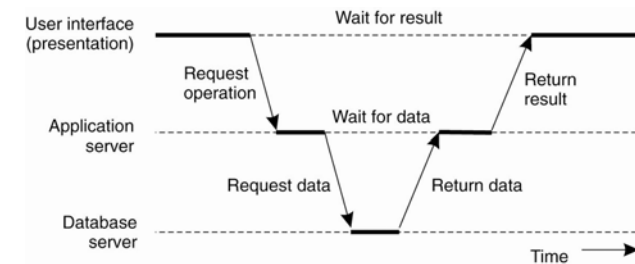 User interface
(presentation)
Wait for result
Request
operation
Return
result
Application
server
Wait for data
Request data
Return data
Database
server
Time